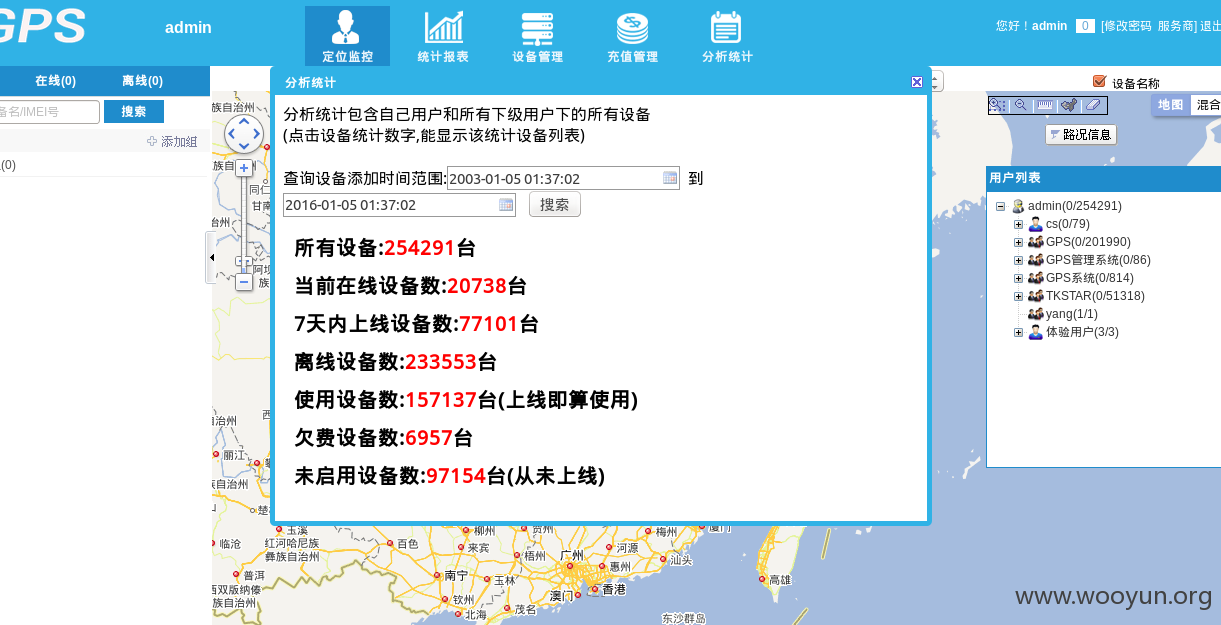 GPS
admin
定位监控
统计报表
设备管理
充值管理
分析统计
您好！admin 0 [修改密码 服务商] 退出
在线(0) 离线(0)
备名/IMEI号 搜索
添加组
(0)
分析统计
分析统计包含自己用户和所有下级用户下的所有设备
(点击设备统计数字,能显示该统计设备列表)
查询设备添加时间范围:2003-01-05 01:37:02 到
2016-01-05 01:37:02 搜索
所有设备:254291台
当前在线设备数:20738台
7天内上线设备数:77101台
离线设备数:233553台
使用设备数:157137台(上线即算使用)
欠费设备数:6957台
未启用设备数:97154台(从未上线)
设备名称
地图 混合
路况信息
用户列表
admin(0/254291)
cs(0/79)
GPS(0/201990)
GPS管理系统(0/86)
GPS系统(0/814)
TKSTAR(0/51318)
yang(1/1)
体验用户(3/3)
族自治州
族自
同仁
甘南
治州
阿坝
族
自治州
西
丽江
攀
族自治州
楚
玉溪
临沧
红河哈尼族
彝族自治州
普洱
西双版纳傣
族自治州
百色
柳州
来宾
贺州
梧州
南宁
玉林
钦州
北海
茂名
广州
惠州
河源
梅州
汕头
厦门
澳门
香港
高雄
东沙群岛
www.wooyun.org